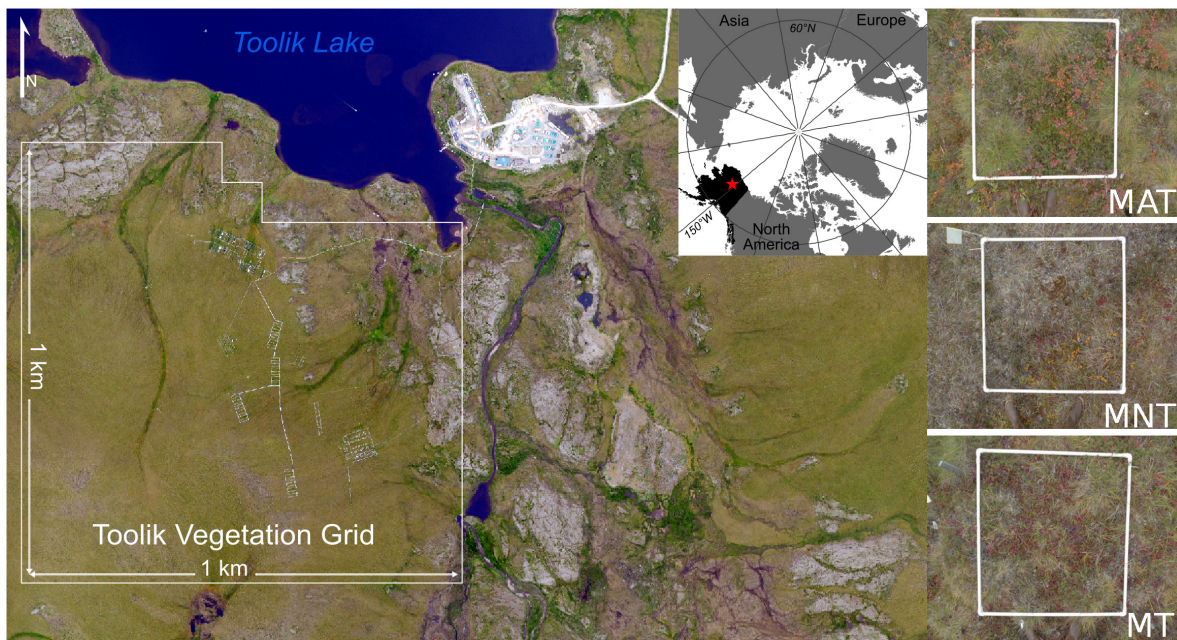 Toolik Lake
N
1 km
Toolik Vegetation Grid
1 km
Asia
60°N
Europe
150°W
North
America
MAT
MNT
MT